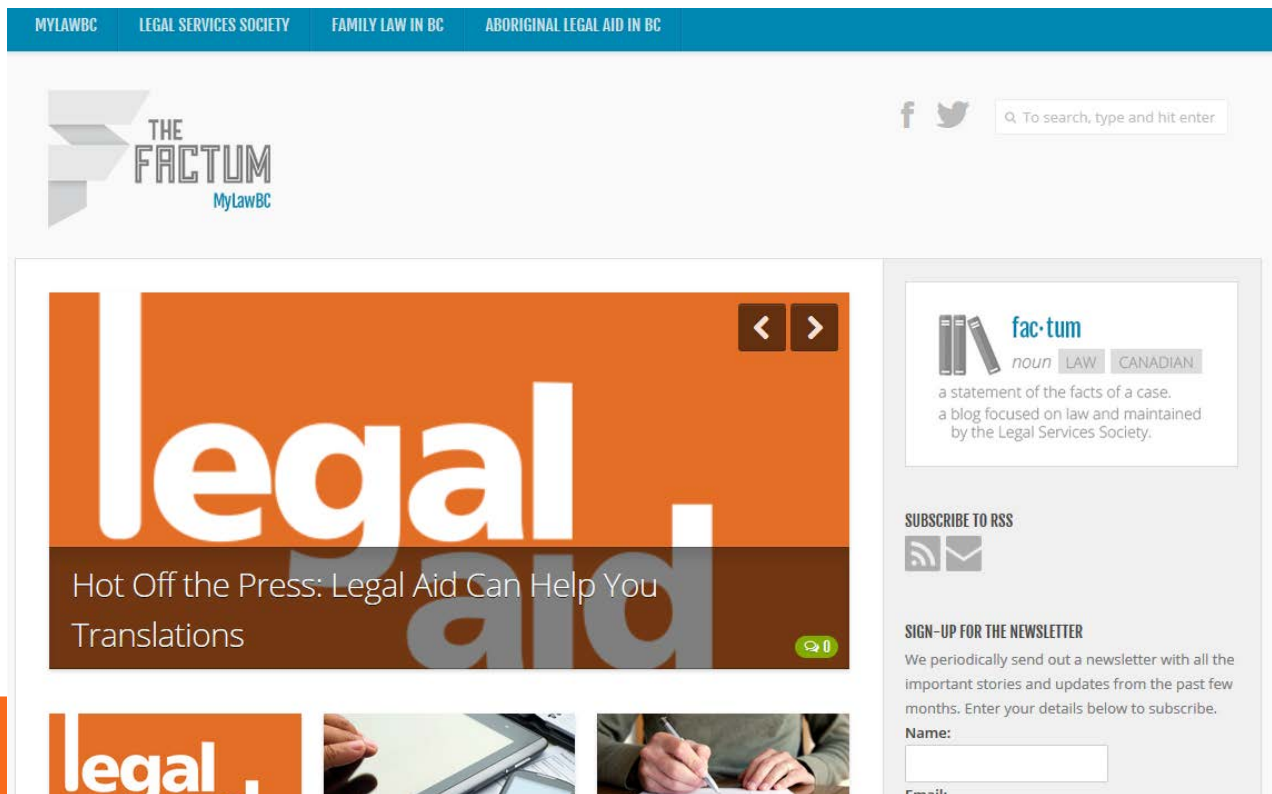 MYLAWBC LEGAL SERVICES SOCIETY FAMILY LAW IN BC ABORIGINAL LEGAL AID IN BC
THE
FACTUM
MyLawBC
f
To search, type and hit enter
legal
aid
Hot Off the Press: Legal Aid Can Help You
Translations
0
legal
fac·tum
noun LAW CANADIAN
a statement of the facts of a case.
a blog focused on law and maintained
by the Legal Services Society.
SUBSCRIBE TO RSS
SIGN-UP FOR THE NEWSLETTER
We periodically send out a newsletter with all the
important stories and updates from the past few
months. Enter your details below to subscribe.
Name:
Email: